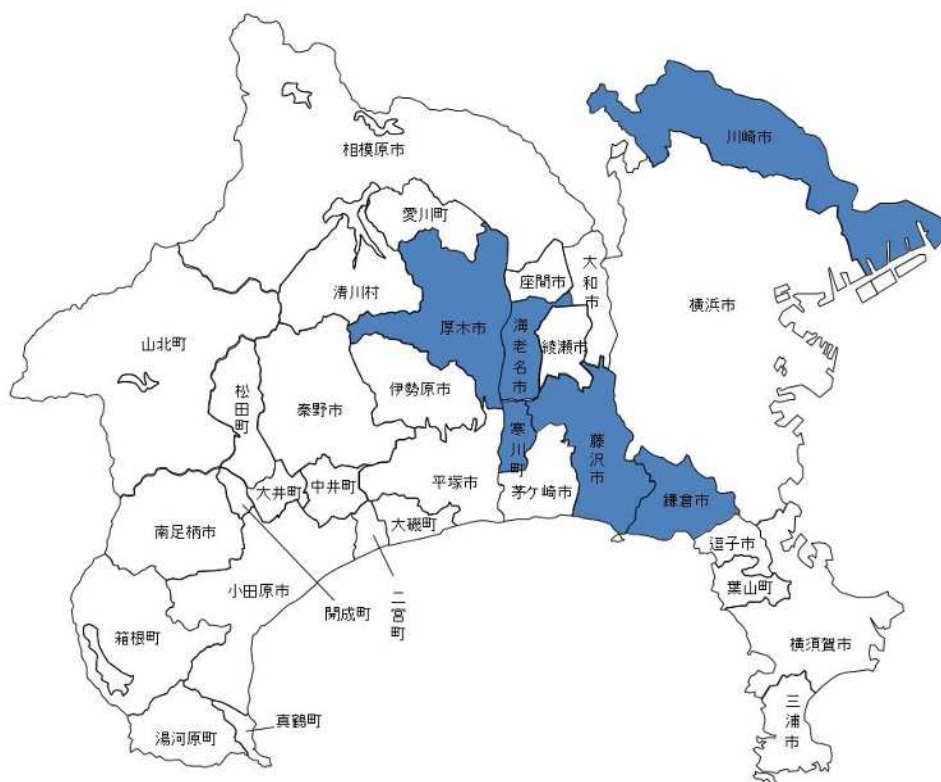 川崎市
相模原市
愛川町
大和市
座間市
清川村
横浜市
厚木市
海老名市
綾瀬市
山北町
伊勢原市
松田町
秦野市
寒川町
藤沢市
平塚市
大井町
中井町
茅ケ崎市
鎌倉市
大磯町
南足柄市
逗子市
葉山町
小田原市
開成町
二宮町
箱根町
横須賀市
三浦市
真鶴町
湯河原町